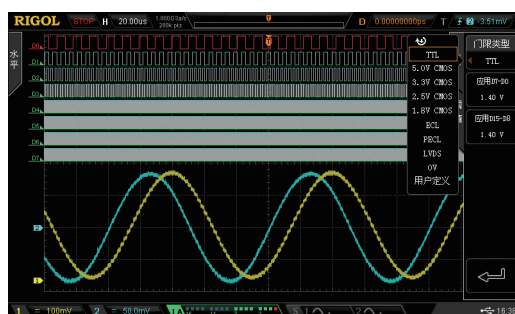 RIGOL STOP H 20.00us 1.000GSa/s 200k pts D 0.00000000ps T 2 -3.51mV
水平
D0
D1
D2
D3
D4
D5
D6
D7
TTL
5.0V CMOS
3.3V CMOS
2.5V CMOS
1.8V CMOS
ECL
PECL
LVDS
0V
用户定义
门限类型
TTL
应用D7-D0
1.40 V
应用D15-D8
1.40 V
2
1
1 = 100mV 2 = 50.0mV 16:38